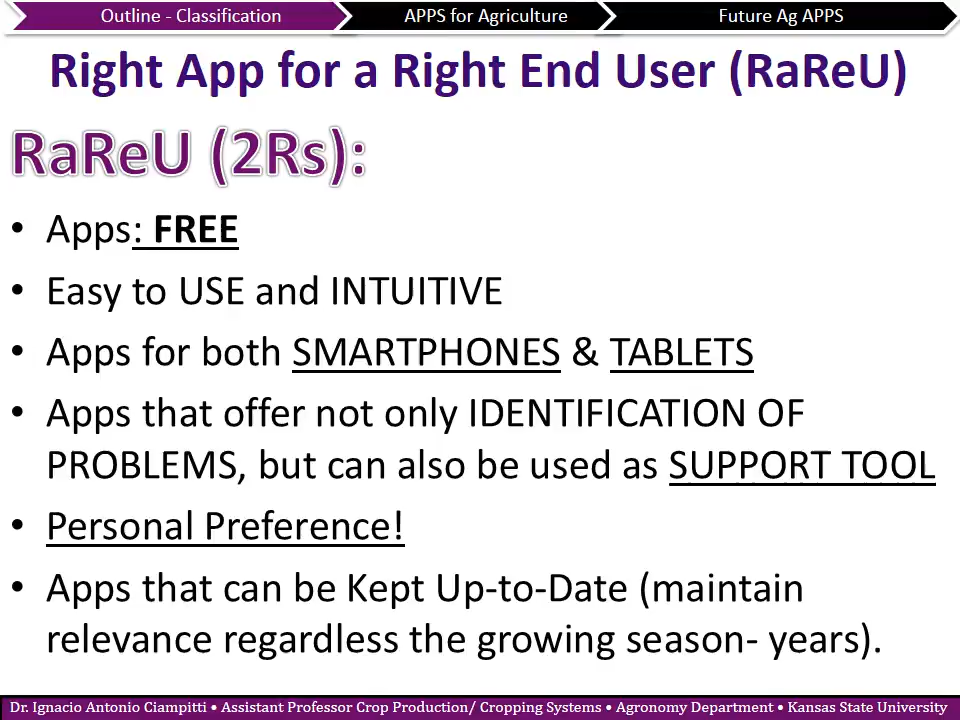 Outline - Classification
APPS for Agriculture
Future Ag APPS
Right App for a Right End User (RaReU)
RaReU (2Rs):
• Apps: FREE
• Easy to USE and INTUITIVE
• Apps for both SMARTPHONES & TABLETS
• Apps that offer not only IDENTIFICATION OF
PROBLEMS, but can also be used as SUPPORT TOOL
• Personal Preference!
• Apps that can be Kept Up-to-Date (maintain
relevance regardless the growing season- years).
Dr. Ignacio Antonio Ciampitti • Assistant Professor Crop Production/ Cropping Systems • Agronomy Department • Kansas State University